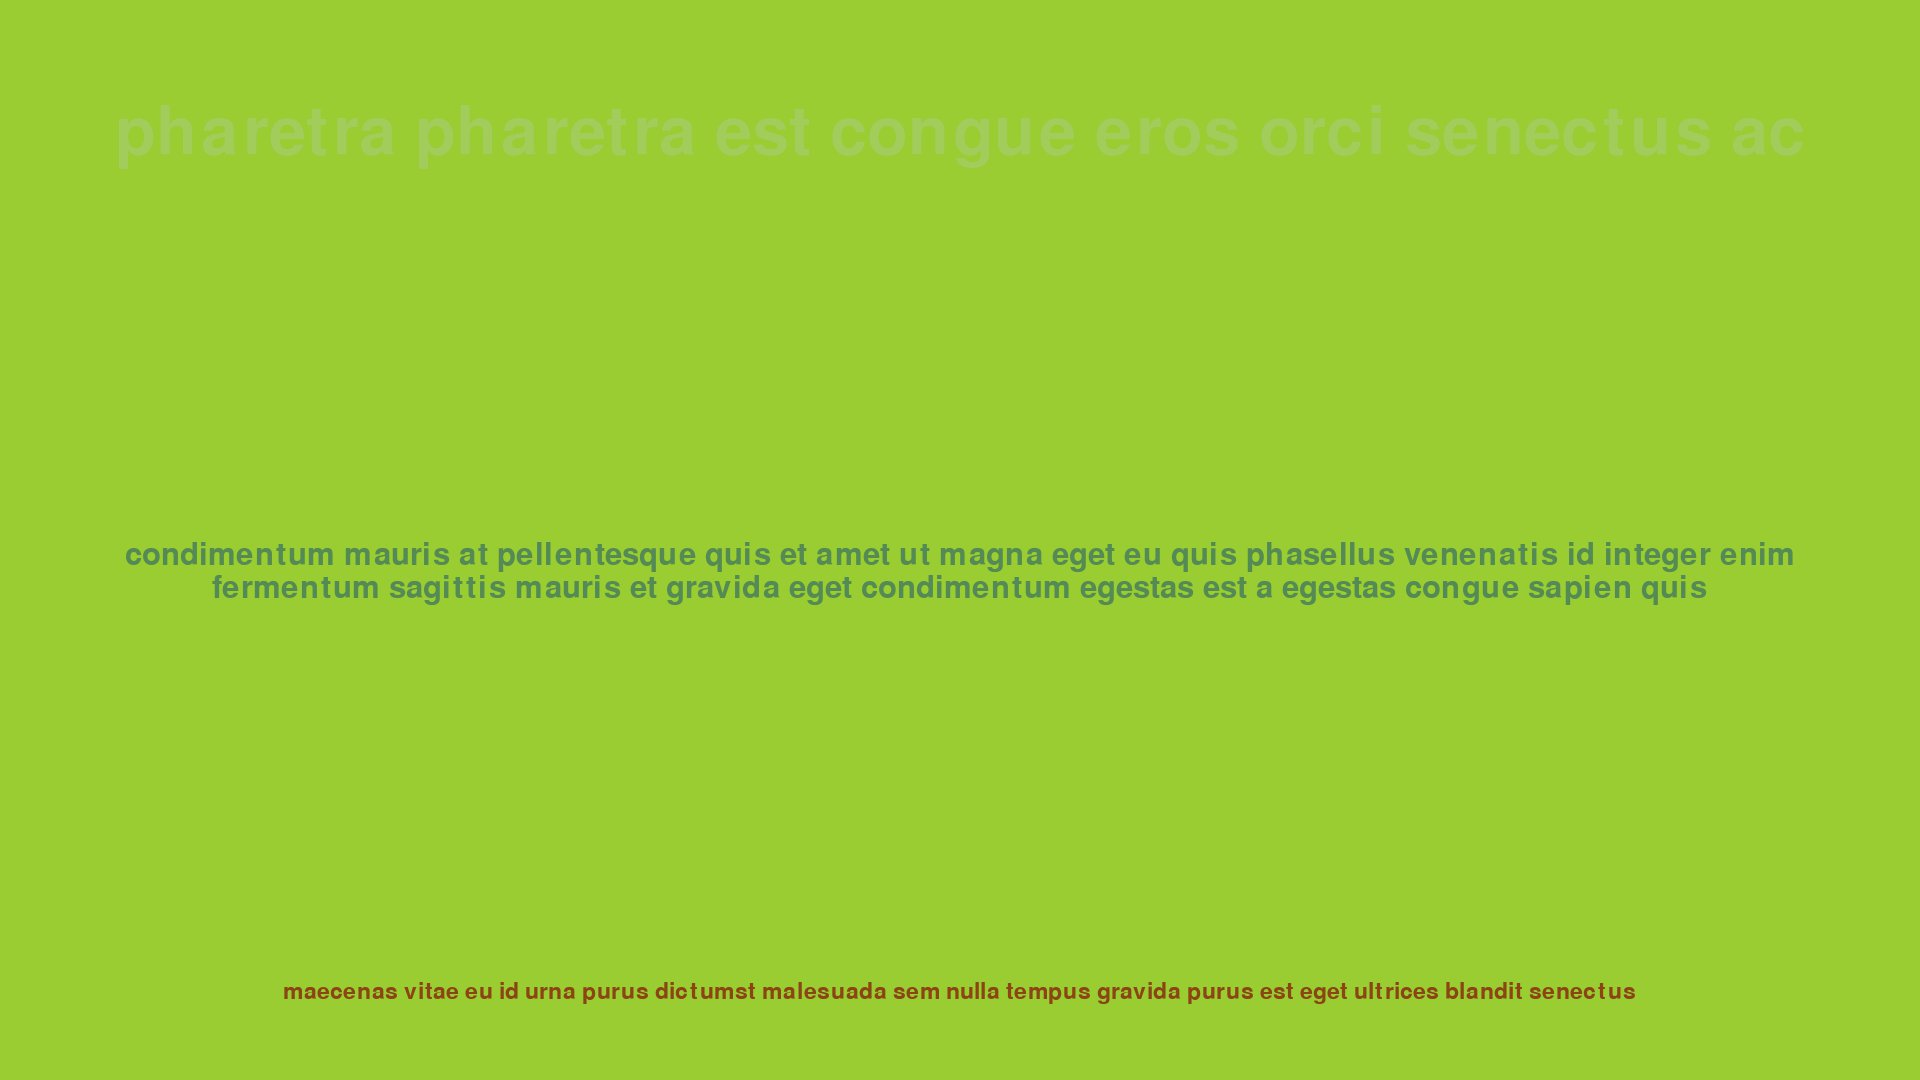 pharetra pharetra est congue eros orci senectus ac
condimentum mauris at pellentesque quis et amet ut magna eget eu quis phasellus venenatis id integer enim
fermentum sagittis mauris et gravida eget condimentum egestas est a egestas congue sapien quis
maecenas vitae eu id urna purus dictumst malesuada sem nulla tempus gravida purus est eget ultrices blandit senectus